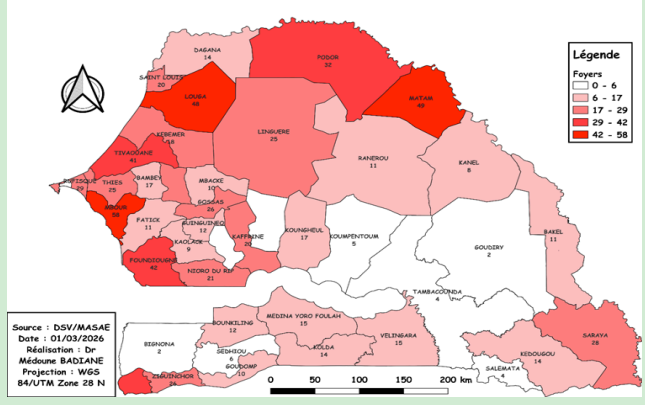 DAGANA
14
PODOR
32
SAINT LOUIS
20
LOUGA
48
MATAM
49
KEBEMER
18
LINGUERE
25
TIVAOUANE
41
RANEROU
11
KANEL
8
THIES
25
BAMBEY
17
MBACKE
10
29
GOSSAS
26
MBOUR
58
FATICK
11
GUINGUINEO
12
KAOLACK
9
KAFFRINE
20
KOUNGHEUL
17
KOUMPENTOUM
5
BAKEL
11
GOUDIRY
2
FOUNDIOUGNE
42
NIORO DU RIP
21
TAMBACOUNDA
4
BOUNKILING
12
MEDINA YORO FOULAH
15
VELINGARA
15
SARAYA
28
BIGNONA
2
SEDHIOU
6
KOLDA
14
KEDOUGOU
14
GOUDOMP
10
SALEMATA
4
ZIGUINCHOR
26
Légende
Foyers
0 - 6
6 - 17
17 - 29
29 - 42
42 - 58
Source : DSV/MASAE
Date : 01/03/2026
Réalisation : Dr
Médoune BADIANE
Projection : WGS
84/UTM Zone 28 N
0 50 100 150 200 km